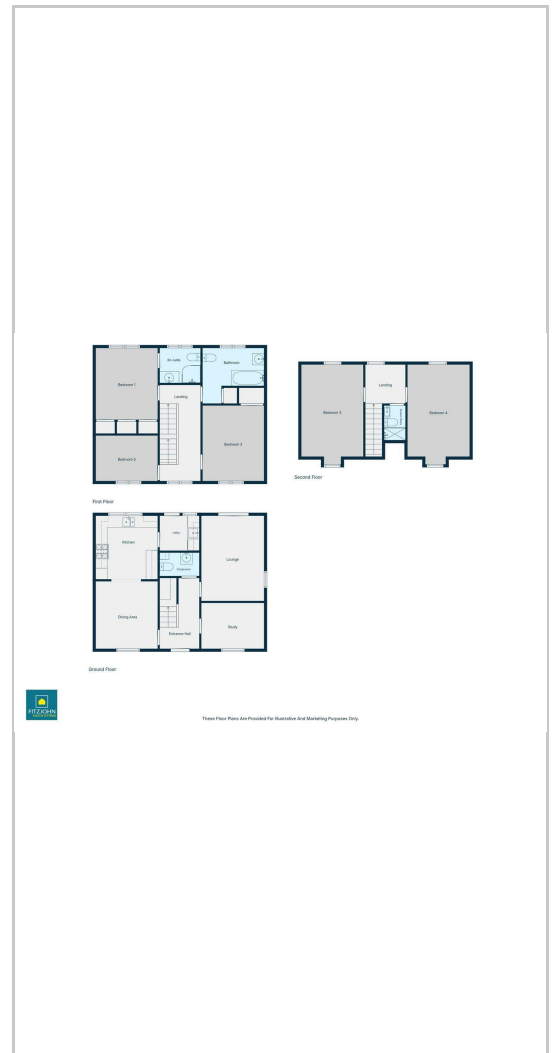 En-suite
Bathroom
Bedroom 1
Landing
Bedroom 2
First Floor
Landing
Bedroom 3
Bedroom 4
Second Floor
Kitchen
Utility
Lounge
Cloakroom
Dining Area
Study
Entrance Hall
Ground Floor
FITZJOHN
These Floor Plans Are Provided For Illustrative And Marketing Purposes Only.